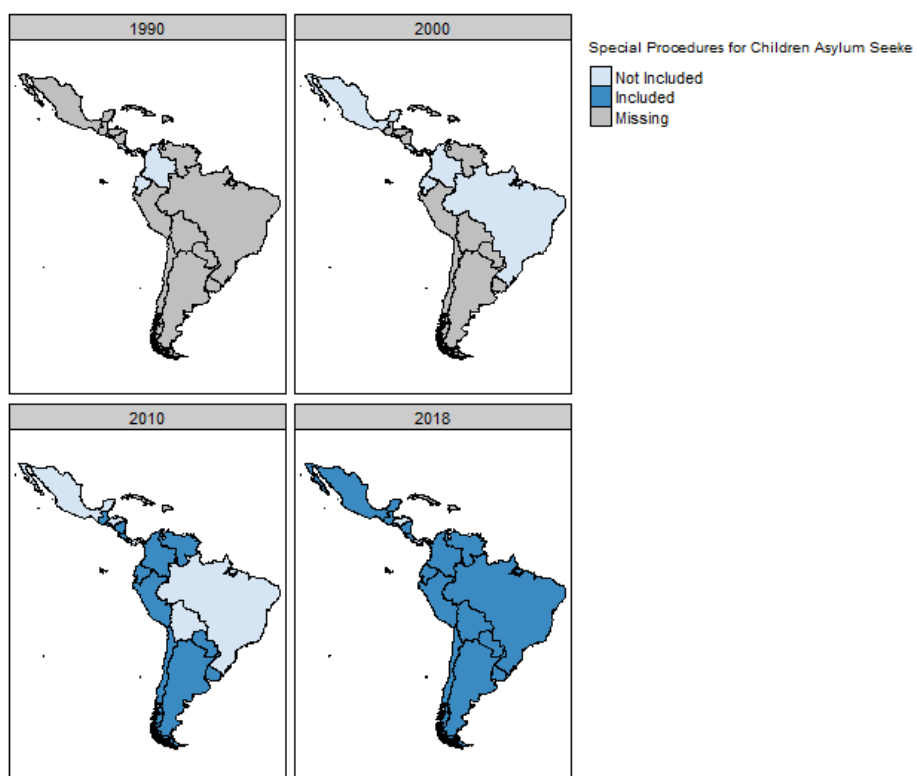 1990
2000
Special Procedures for Children Asylum Seeke
Not Included
Included
Missing
2010
2018